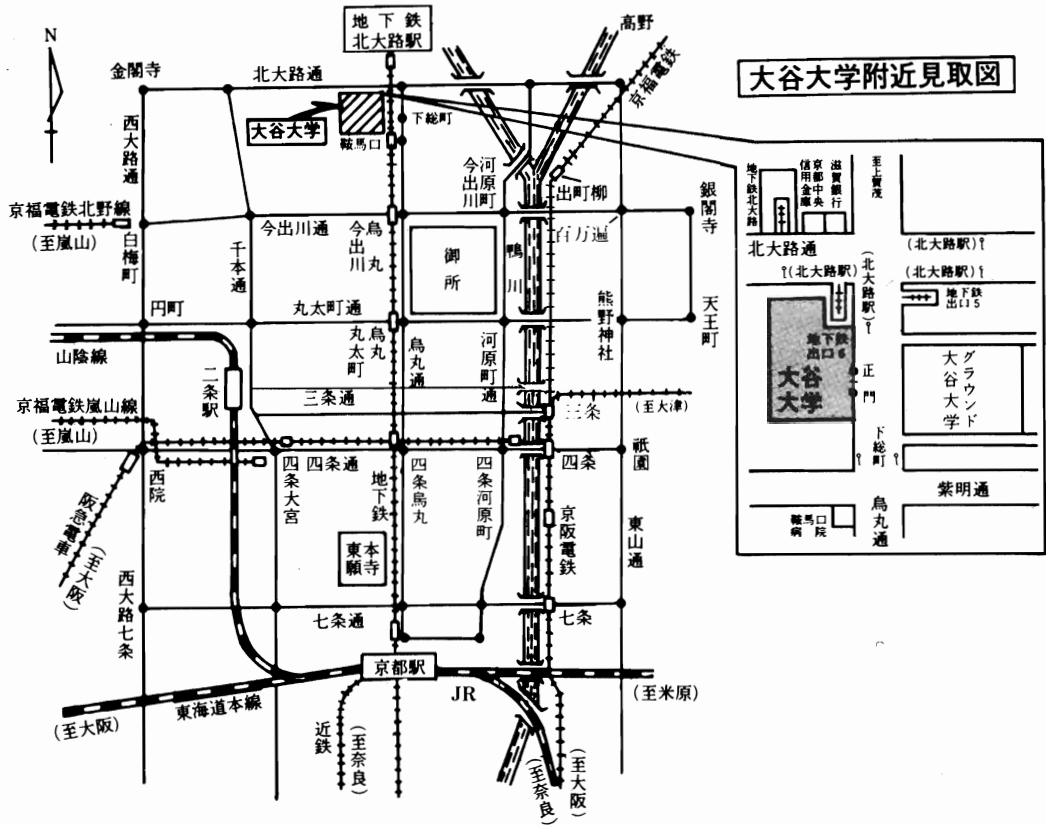 地下鉄
北大路駅
高野
N
金閣寺
北大路通
京福電鉄
大谷大学附近見取図
西大路通
大谷大学
下総町
鞍馬口
今出川
河原町
出町柳
銀閣寺
京福電鉄北野線
(至嵐山)
白梅町
今出川通
烏丸
今出川
御所
鴨川
百万遍
千本通
円町
丸太町通
烏丸
丸太町
烏丸通
河原町通
熊野神社
天王町
山陰線
二条駅
三条通
三条
(至大津)
京福電鉄嵐山線
(至嵐山)
西院
四条大宮
四条通
地下鉄
四条烏丸
四条河原町
四条
祇園
阪急電車
(至大阪)
京阪電鉄
東山通
東本
願寺
西大路七条
七条通
七条
京都駅
JR
(至米原)
東海道本線
(至大阪)
近鉄
(至奈良)
(至奈良)
(至大阪)
地下鉄北大路
京都中央
信用金庫
滋賀銀行
至上賀茂
北大路通
(北大路駅)
(北大路駅)
(北大路駅)
(北大路駅)
地下鉄
出口5
地下鉄
出口6
大谷
大学
正門
グラウンド
大谷大学
下総町
紫明通
鞍馬口
病院
烏丸通